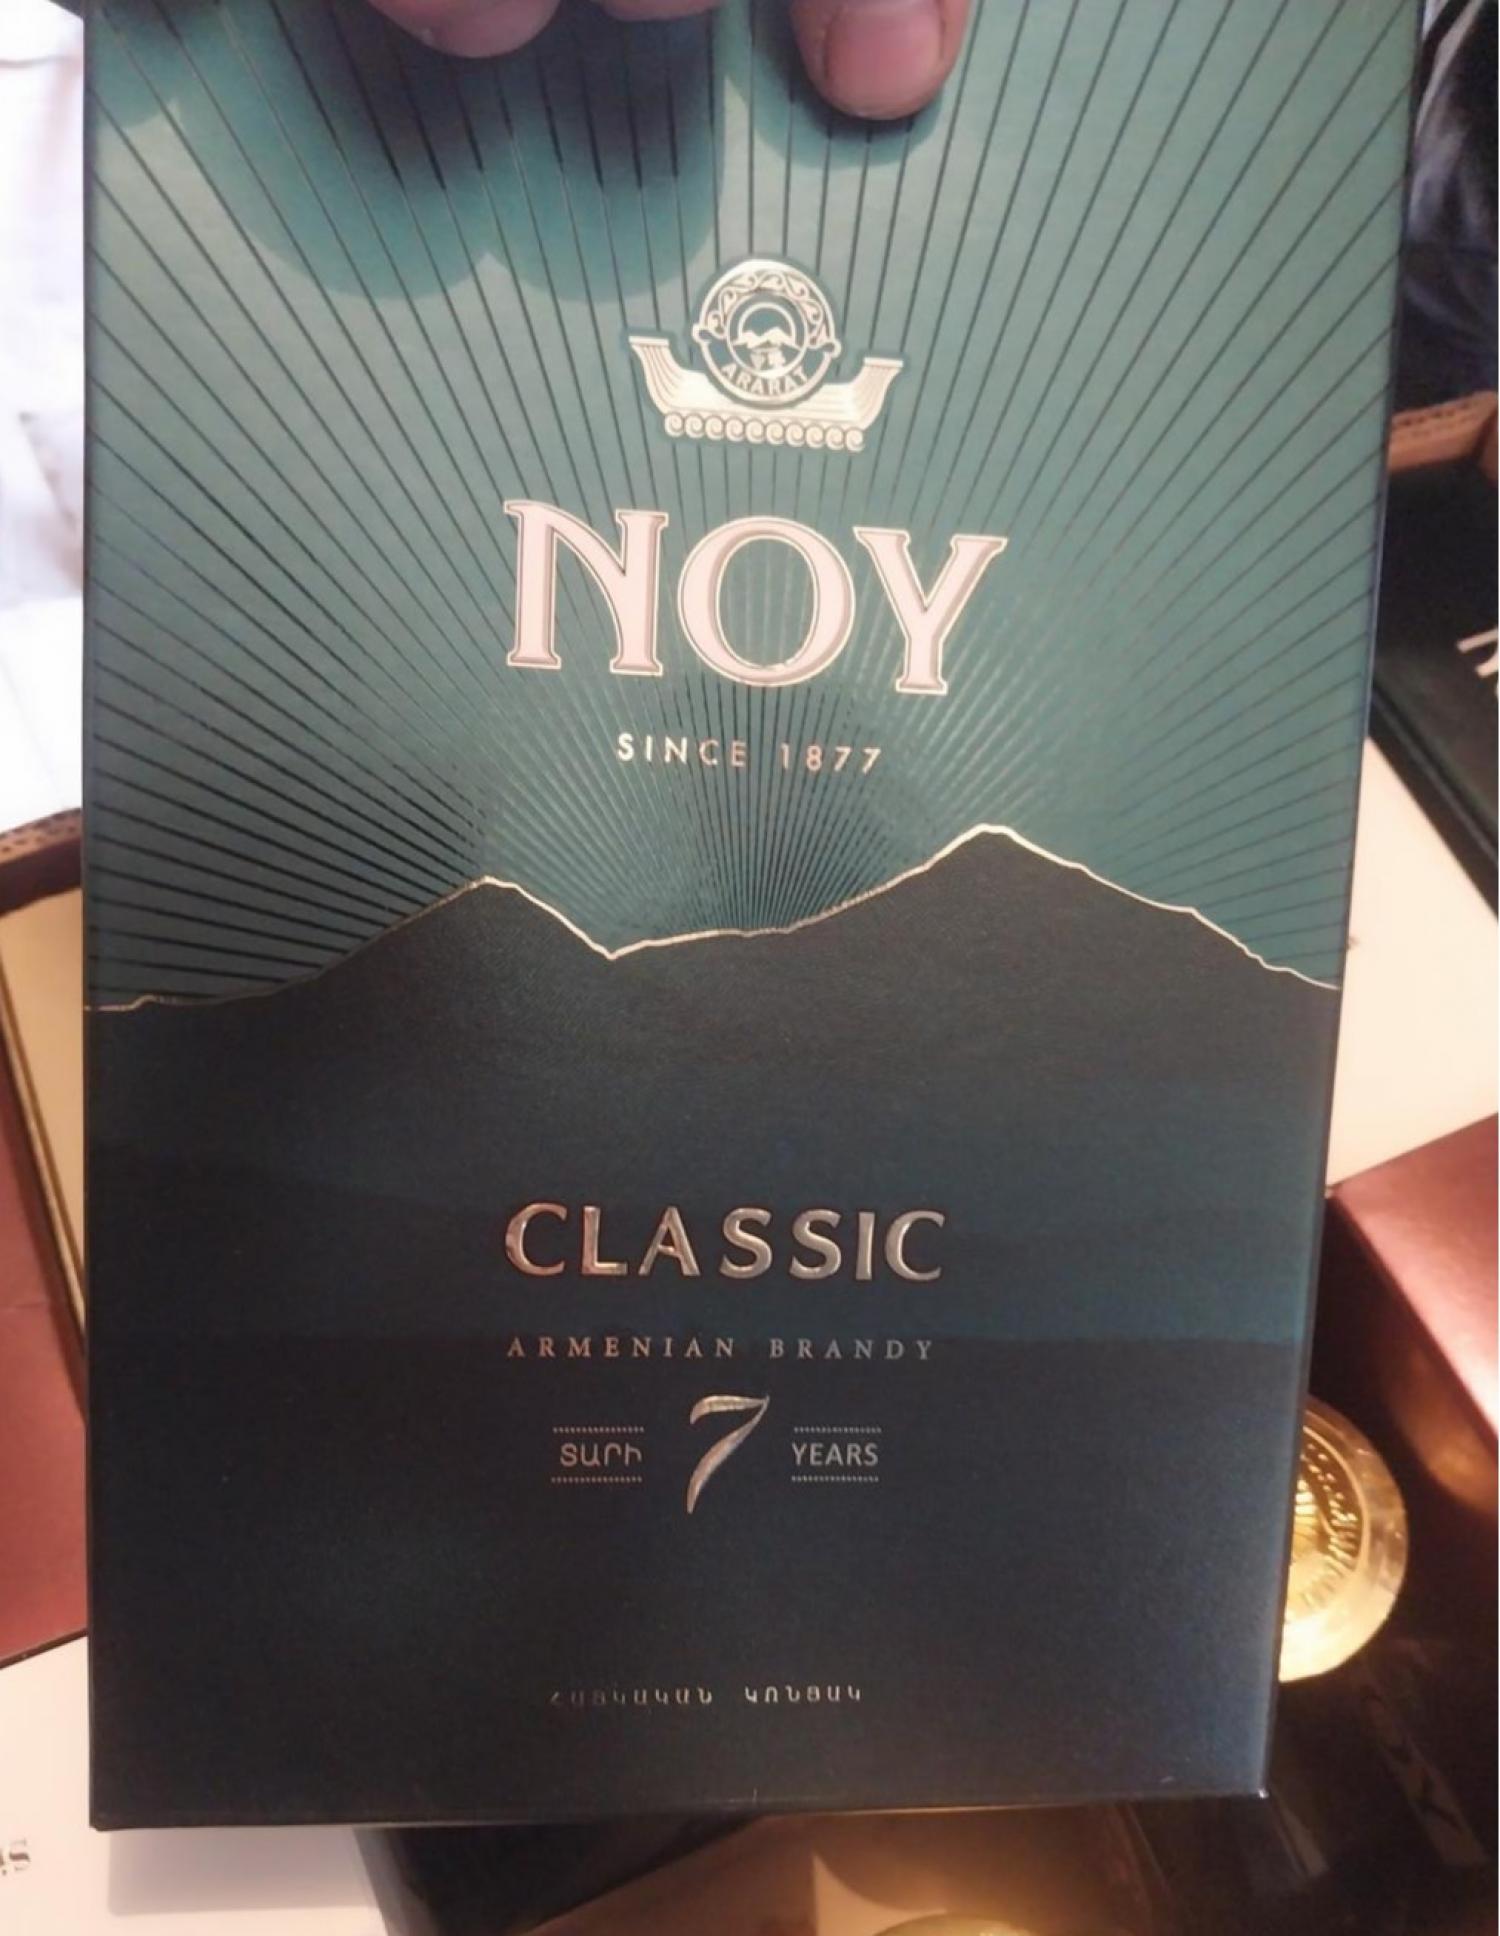 ARARAT
NOY
SINCE 1877
CLASSIC
ARMENIAN BRANDY
ՏԱՐԻ 7 YEARS
ՀԱՅԿԱԿԱՆ ԿՈՆՅԱԿ